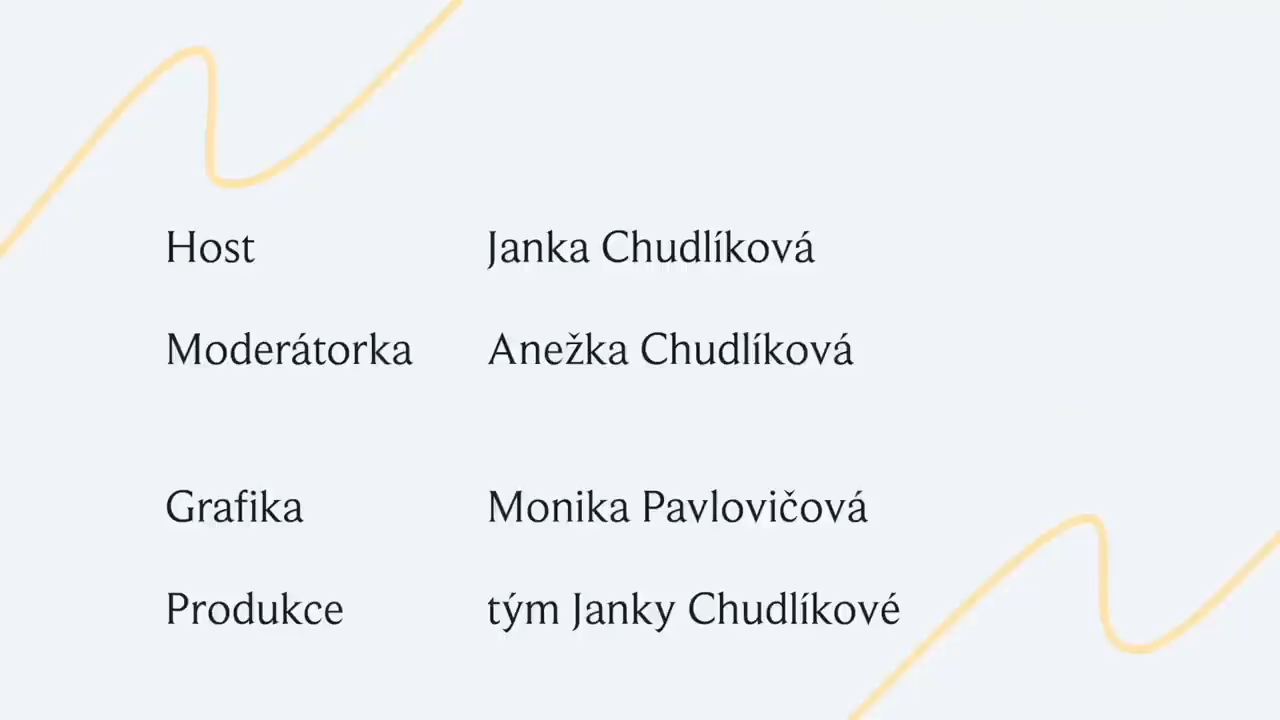 Host Janka Chudlíková
Moderátorka Anežka Chudlíková
Grafika Monika Pavlovičová
Produkce tým Janky Chudlíkové